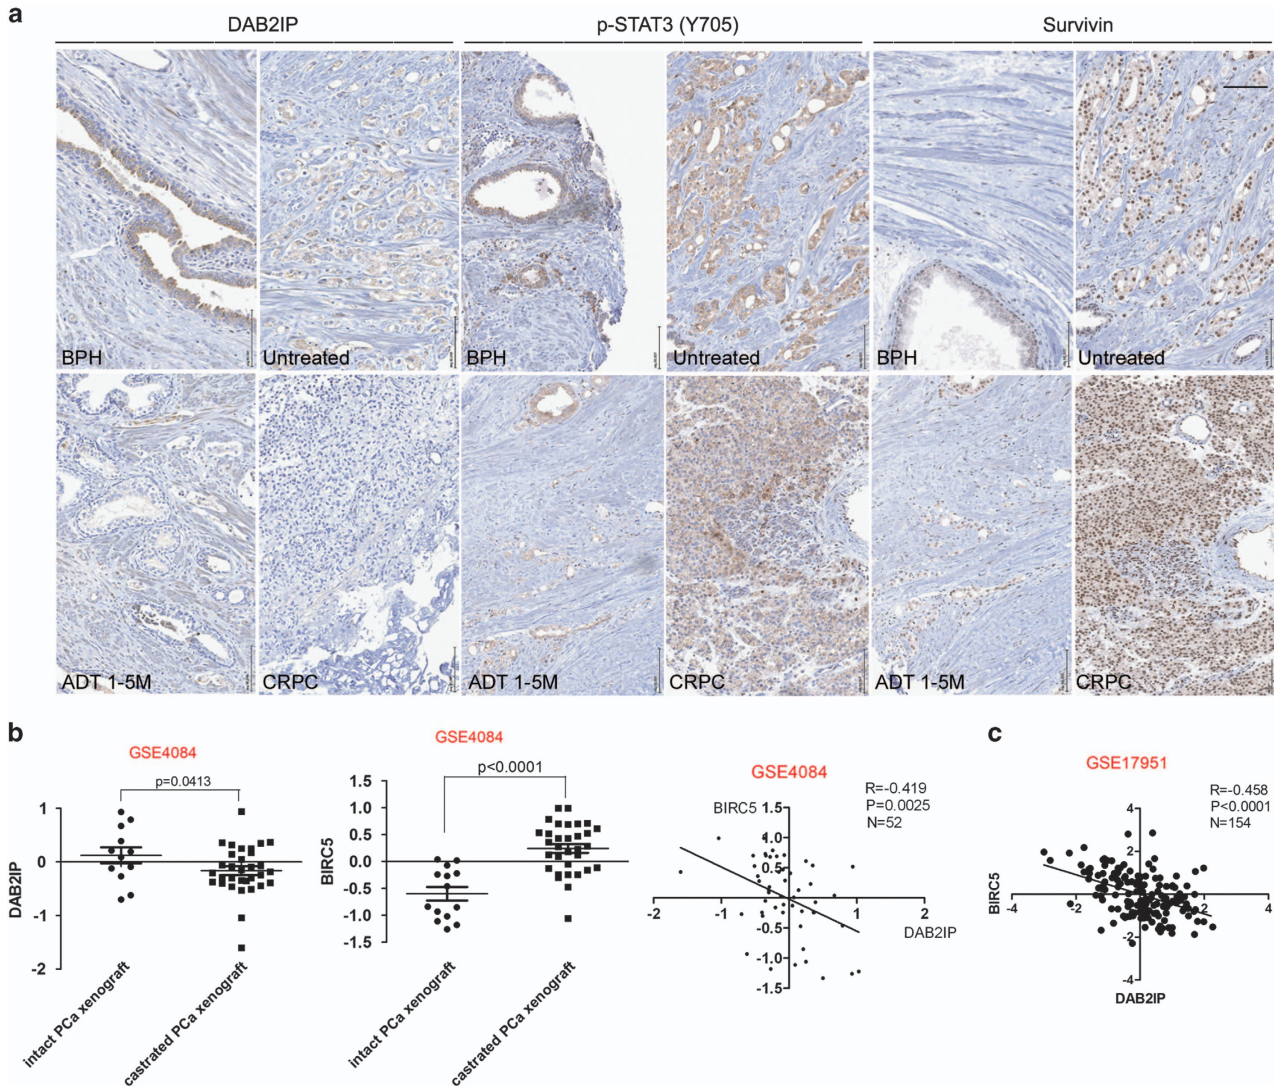 a
DAB2IP
p-STAT3 (Y705)
Survivin
BPH
Untreated
BPH
Untreated
BPH
Untreated
ADT 1-5M
CRPC
ADT 1-5M
CRPC
ADT 1-5M
CRPC
b
GSE4084
p=0.0413
1
0
-1
-2
DAB2IP
intact PCa xenograft
castrated PCa xenograft
GSE4084
p<0.0001
1.5
1.0
0.5
0.0
-0.5
-1.0
-1.5
BIRC5
intact PCa xenograft
castrated PCa xenograft
GSE4084
R=-0.419
P=0.0025
N=52
BIRC5
1.5
1.0
0.5
-0.5
-1.0
-1.5
-2
-1
0
1
2
DAB2IP
c
GSE17951
R=-0.458
P<0.0001
N=154
4
2
-2
-4
BIRC5
-4
-2
0
2
4
DAB2IP